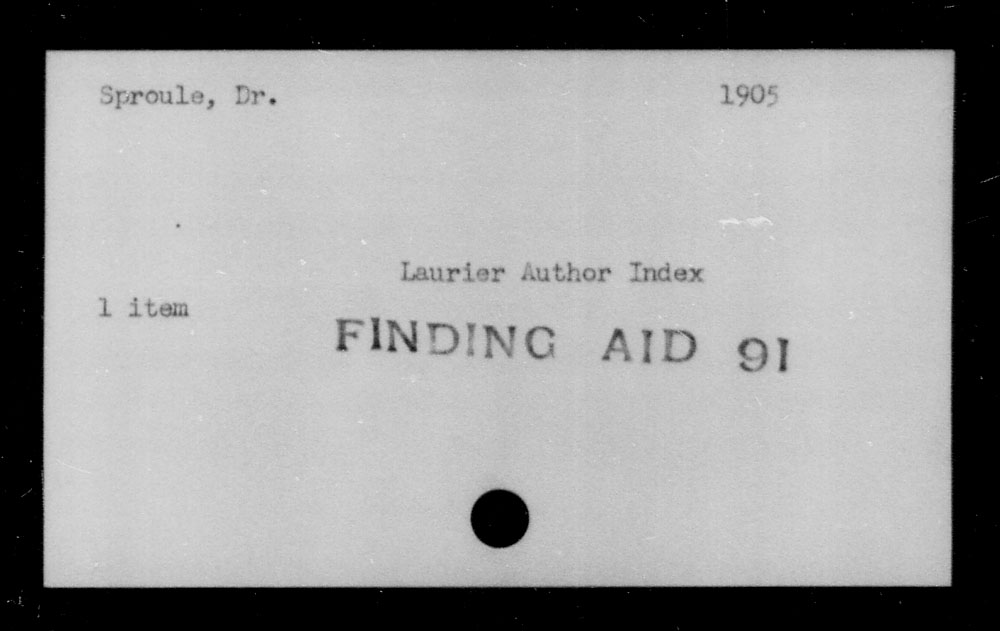 Sproule, Dr. 1905
Laurier Author Index
1 item
FINDING AID 91